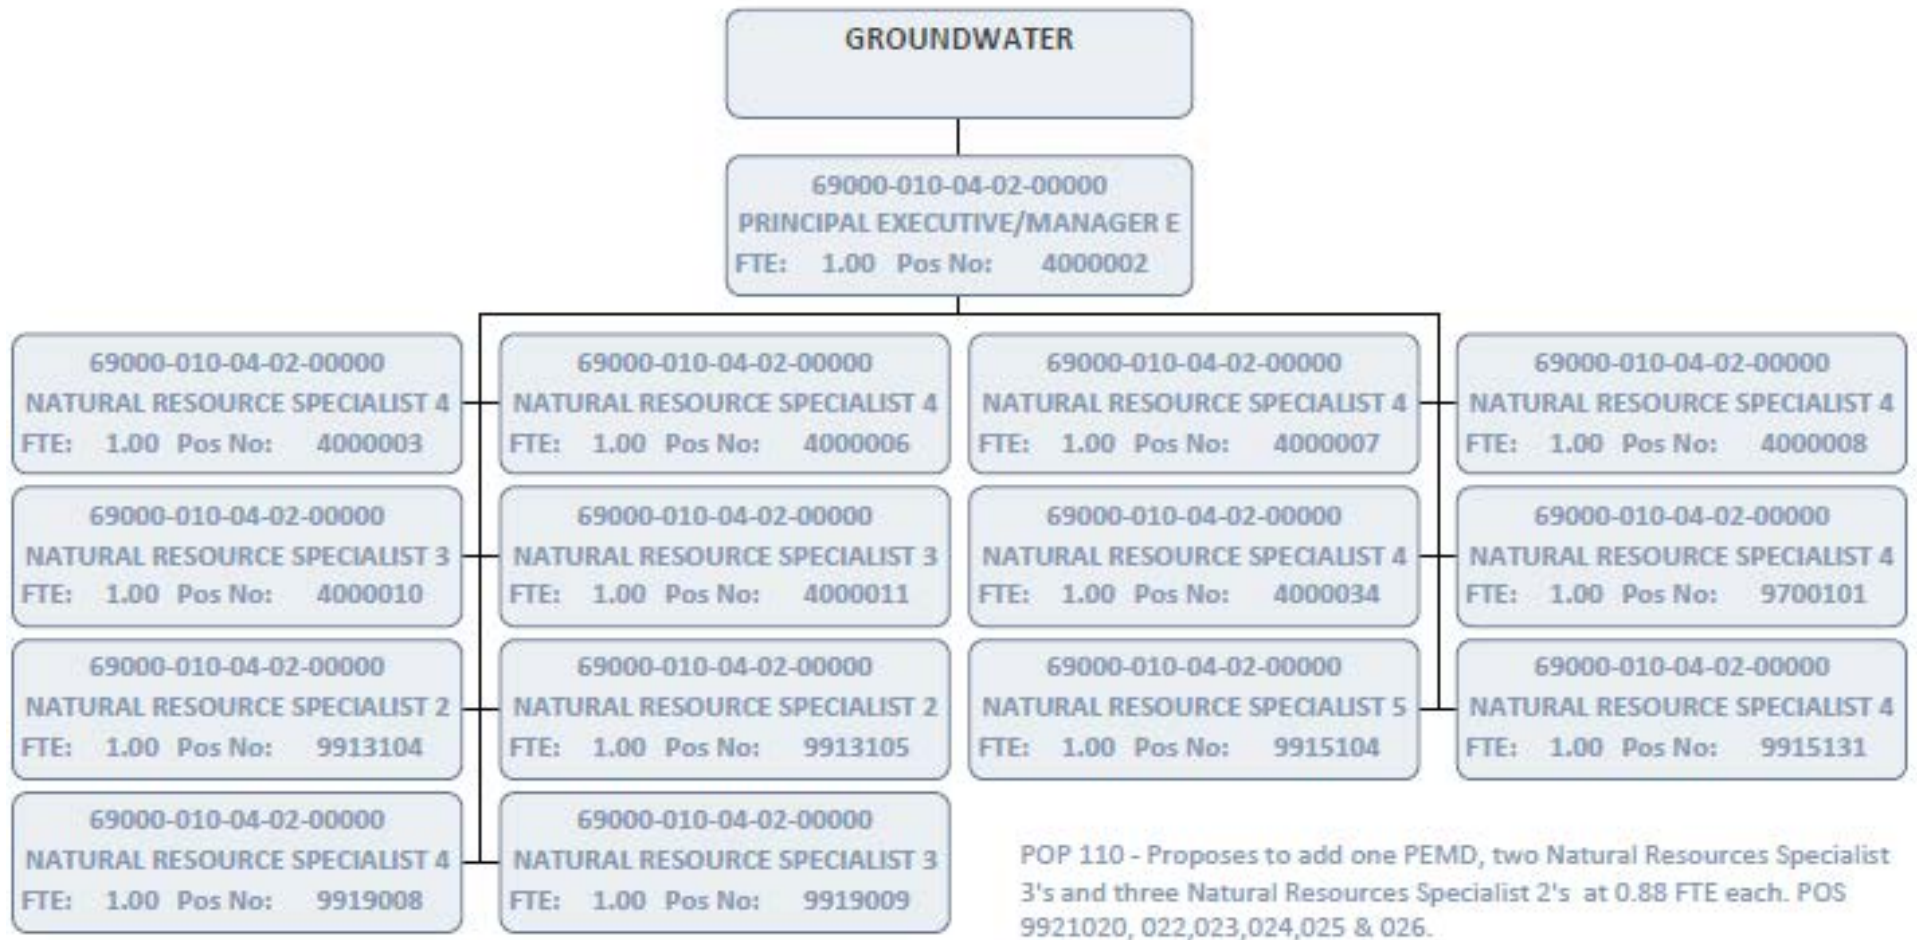 GROUNDWATER
69000-010-04-02-00000
PRINCIPAL EXECUTIVE/MANAGER E
FTE: 1.00 Pos No: 4000002
69000-010-04-02-00000
NATURAL RESOURCE SPECIALIST 4
FTE: 1.00 Pos No: 4000003
69000-010-04-02-00000
NATURAL RESOURCE SPECIALIST 4
FTE: 1.00 Pos No: 4000006
69000-010-04-02-00000
NATURAL RESOURCE SPECIALIST 4
FTE: 1.00 Pos No: 4000007
69000-010-04-02-00000
NATURAL RESOURCE SPECIALIST 4
FTE: 1.00 Pos No: 4000008
69000-010-04-02-00000
NATURAL RESOURCE SPECIALIST 3
FTE: 1.00 Pos No: 4000010
69000-010-04-02-00000
NATURAL RESOURCE SPECIALIST 3
FTE: 1.00 Pos No: 4000011
69000-010-04-02-00000
NATURAL RESOURCE SPECIALIST 4
FTE: 1.00 Pos No: 4000034
69000-010-04-02-00000
NATURAL RESOURCE SPECIALIST 4
FTE: 1.00 Pos No: 9700101
69000-010-04-02-00000
NATURAL RESOURCE SPECIALIST 2
FTE: 1.00 Pos No: 9913104
69000-010-04-02-00000
NATURAL RESOURCE SPECIALIST 2
FTE: 1.00 Pos No: 9913105
69000-010-04-02-00000
NATURAL RESOURCE SPECIALIST 5
FTE: 1.00 Pos No: 9915104
69000-010-04-02-00000
NATURAL RESOURCE SPECIALIST 4
FTE: 1.00 Pos No: 9915131
69000-010-04-02-00000
NATURAL RESOURCE SPECIALIST 4
FTE: 1.00 Pos No: 9919008
69000-010-04-02-00000
NATURAL RESOURCE SPECIALIST 3
FTE: 1.00 Pos No: 9919009
POP 110 - Proposes to add one PEMD, two Natural Resources Specialist
3's and three Natural Resources Specialist 2's at 0.88 FTE each. POS
9921020, 022,023,024,025 & 026.